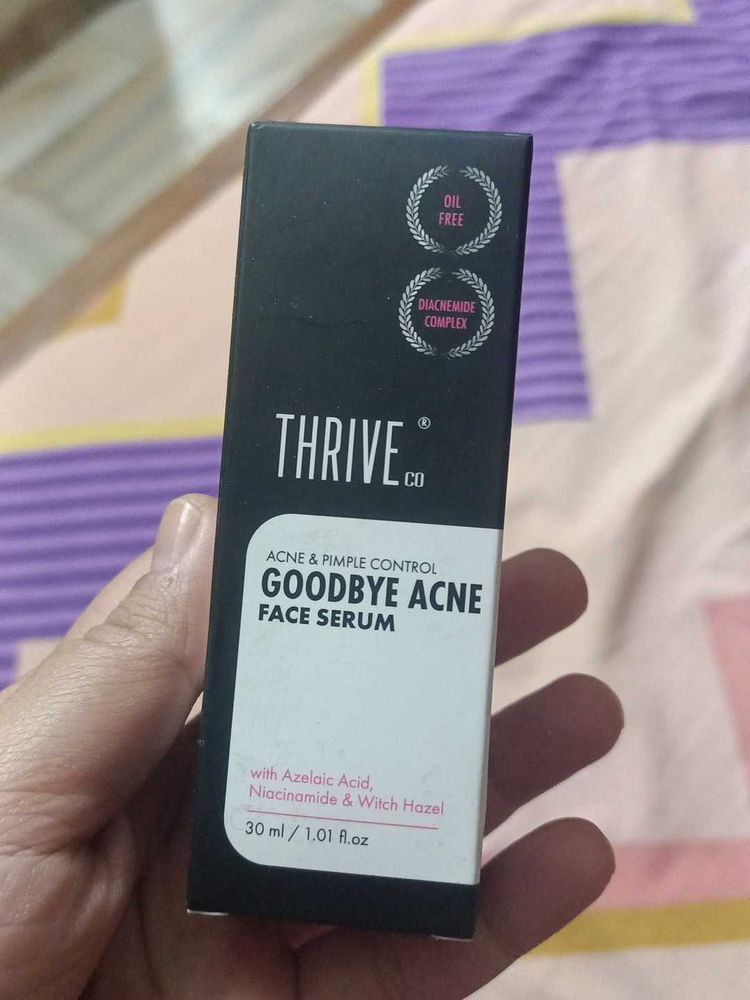 OIL
FREE
DIACNEMIDE
COMPLEX
THRIVE CO ®
ACNE & PIMPLE CONTROL
GOODBYE ACNE
FACE SERUM
with Azelaic Acid,
Niacinamide & Witch Hazel
30 ml / 1.01 fl.oz